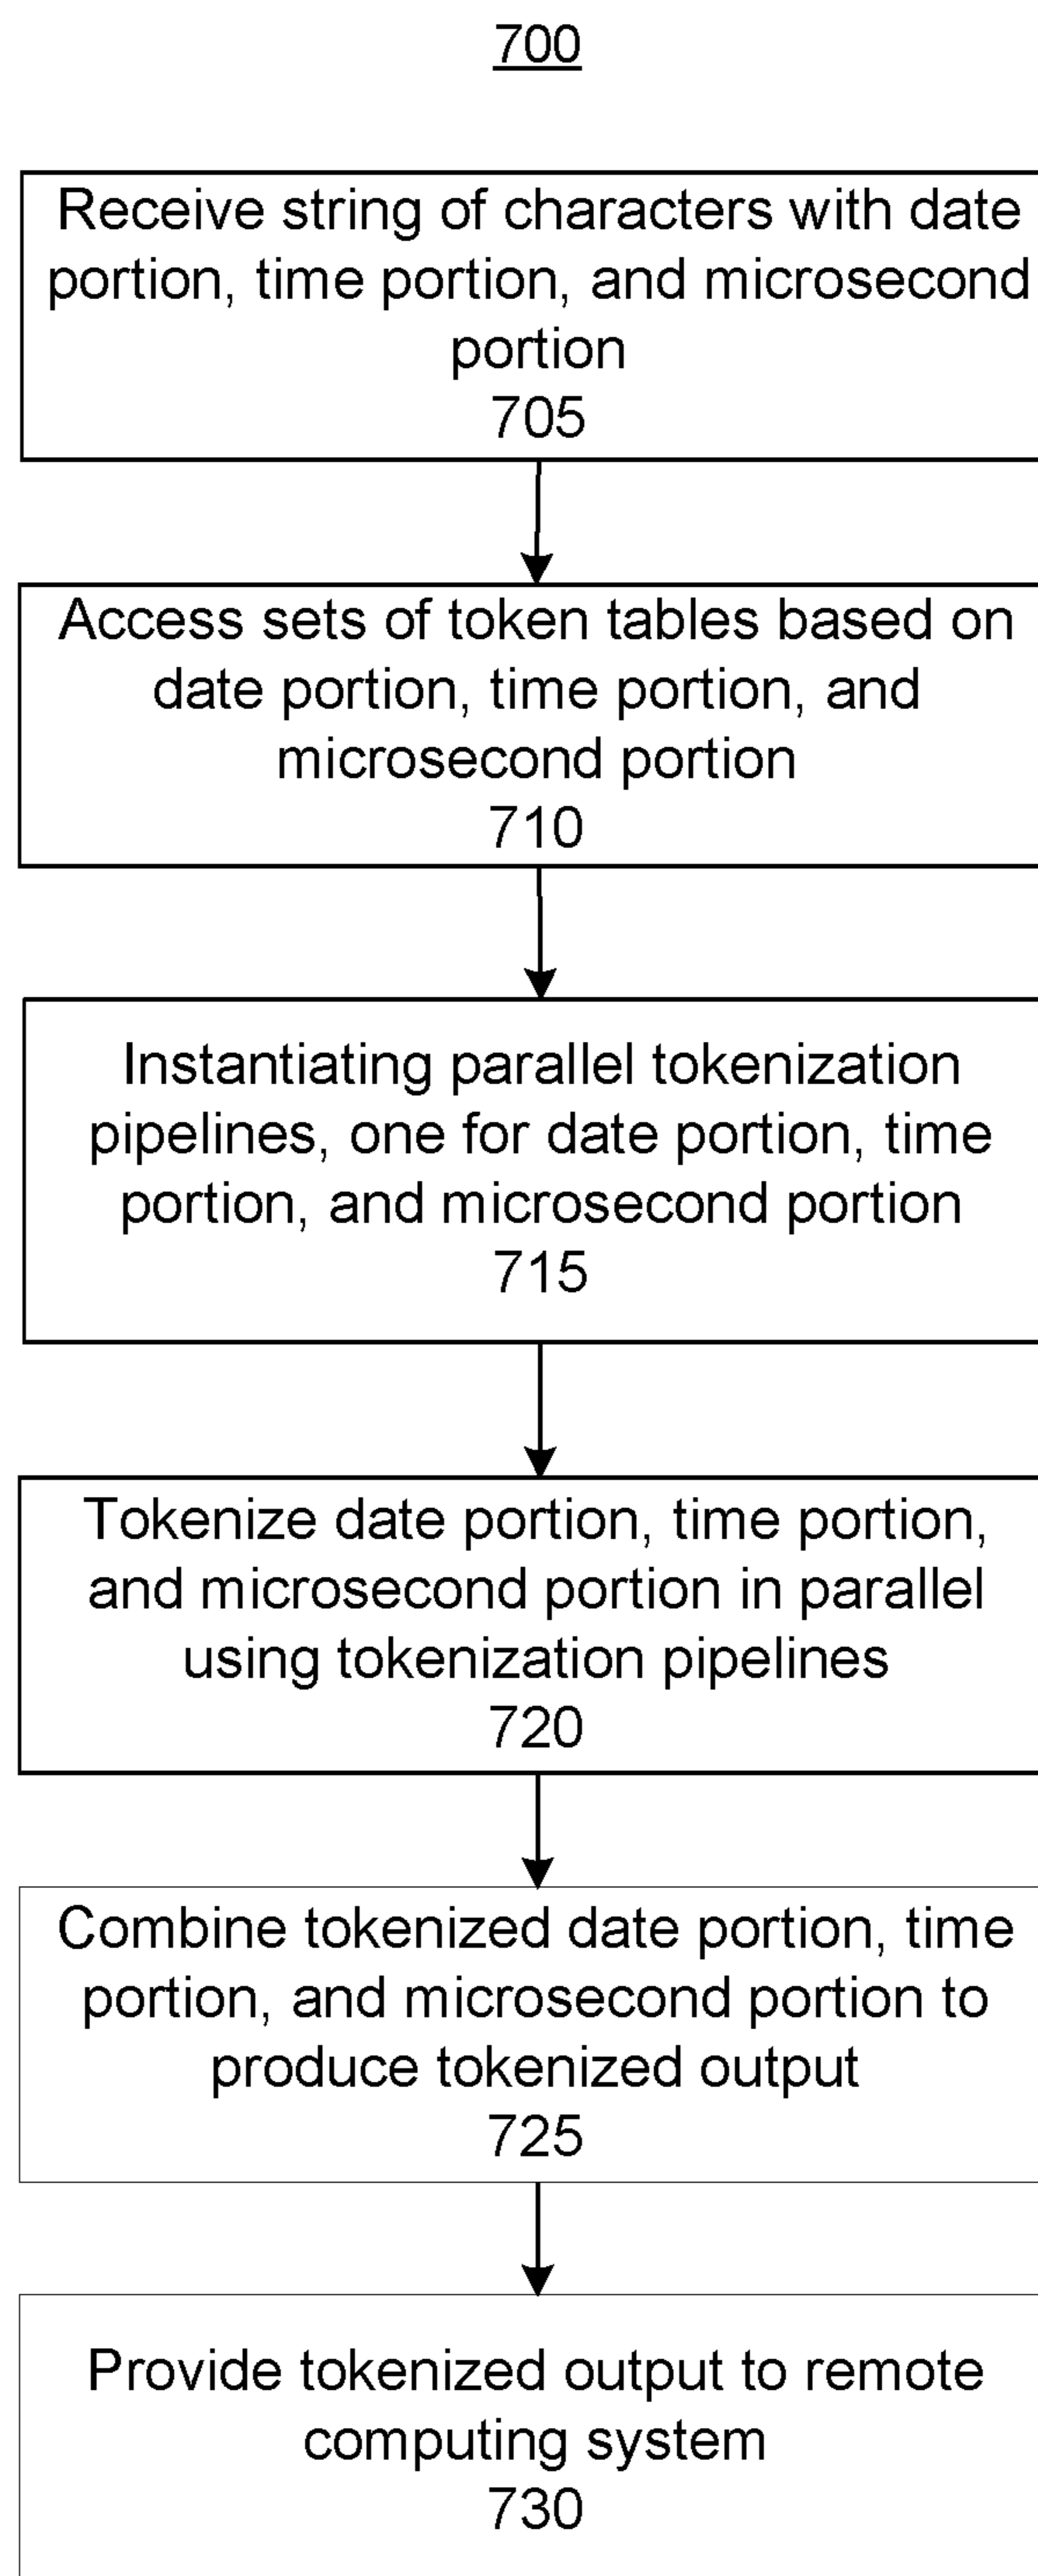 700
Receive string of characters with date
portion, time portion, and microsecond
portion
705
Access sets of token tables based on
date portion, time portion, and
microsecond portion
710
Instantiating parallel tokenization
pipelines, one for date portion, time
portion, and microsecond portion
715
Tokenize date portion, time portion,
and microsecond portion in parallel
using tokenization pipelines
720
Combine tokenized date portion, time
portion, and microsecond portion to
produce tokenized output
725
Provide tokenized output to remote
computing system
730